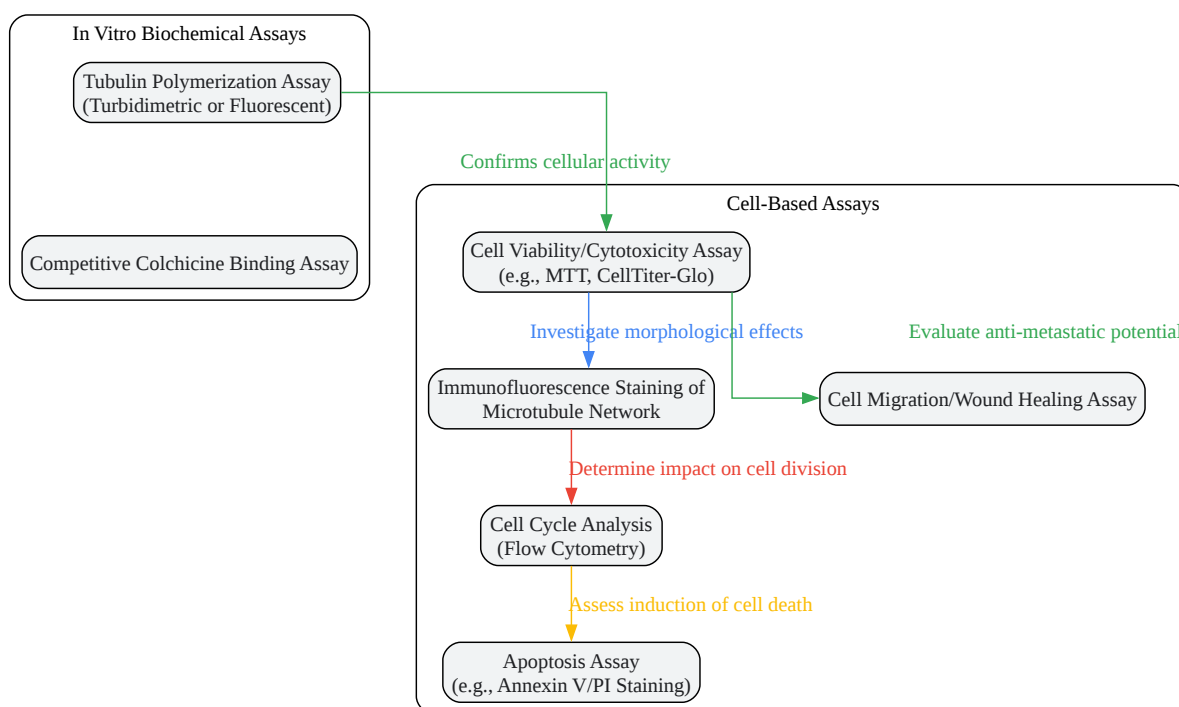 In Vitro Biochemical Assays
Tubulin Polymerization Assay
(Turbidimetric or Fluorescent)
Confirms cellular activity
Competitive Colchicine Binding Assay
Cell-Based Assays
Cell Viability/Cytotoxicity Assay
(e.g., MTT, CellTiter-Glo)
Investigate morphological effects
Evaluate anti-metastatic potential
Immunofluorescence Staining of
Microtubule Network
Cell Migration/Wound Healing Assay
Determine impact on cell division
Cell Cycle Analysis
(Flow Cytometry)
Assess induction of cell death
Apoptosis Assay
(e.g., Annexin V/PI Staining)